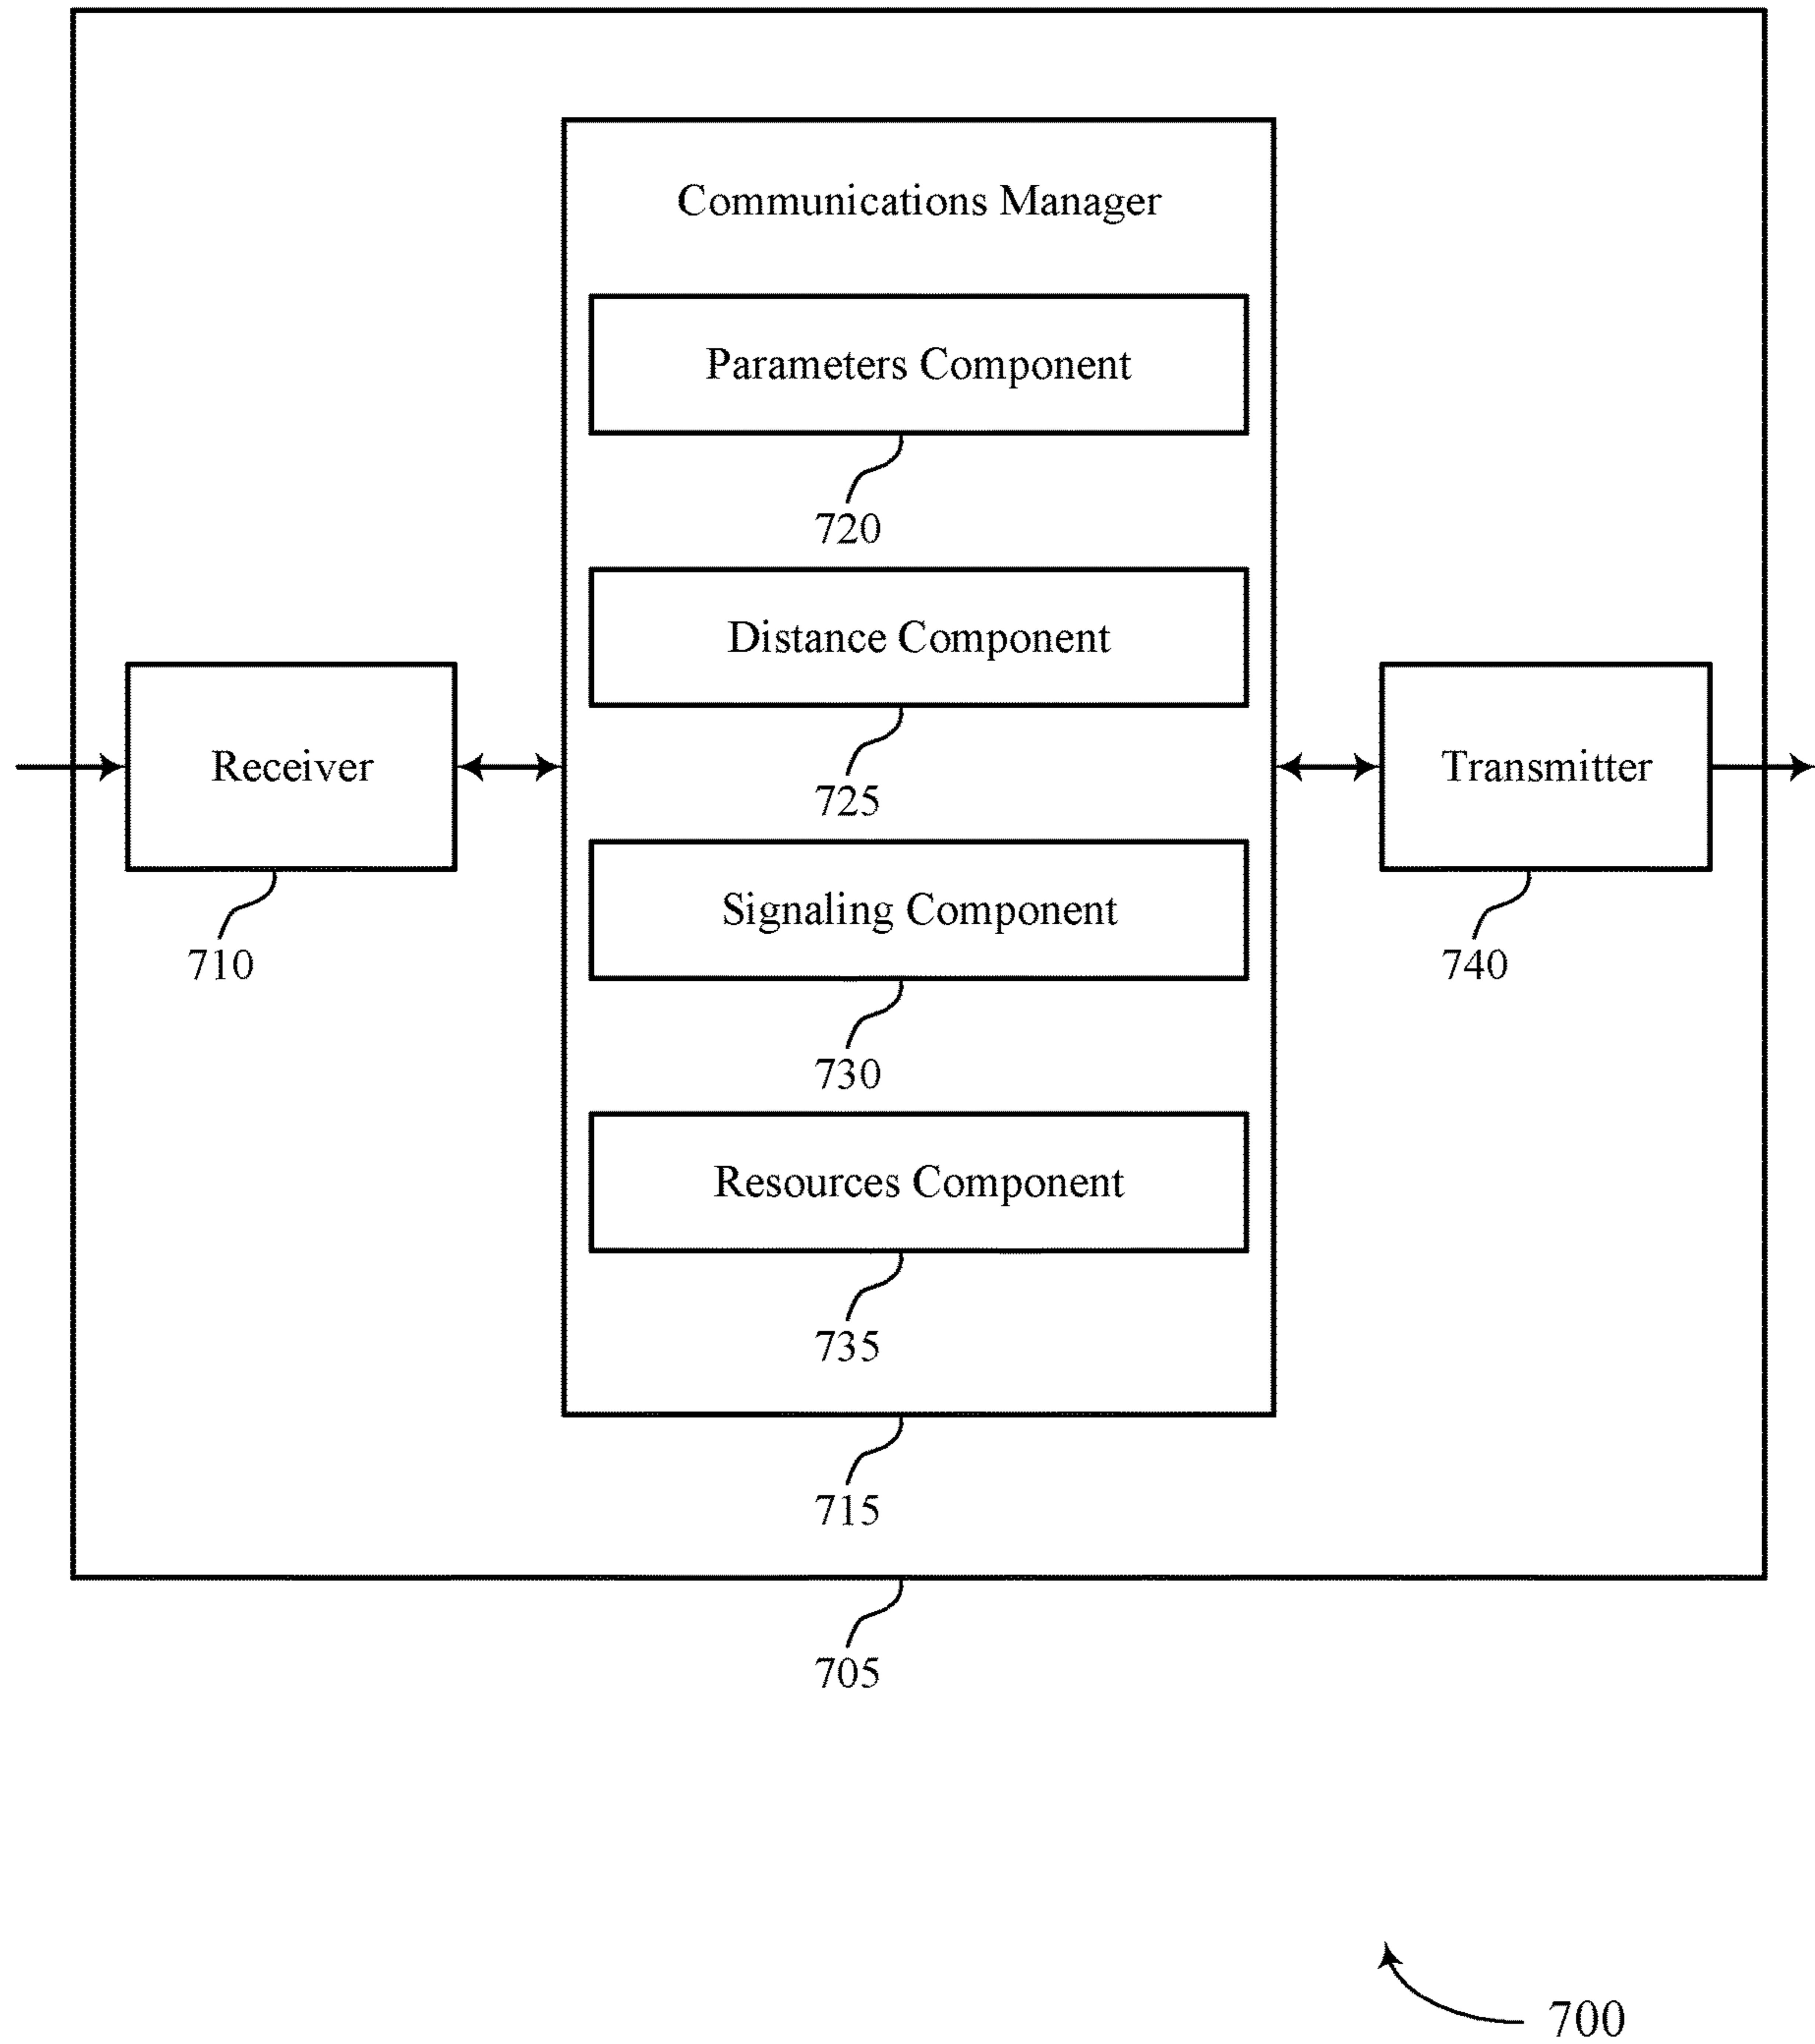 Communications Manager
Parameters Component
720
Distance Component
725
Receiver
710
Transmitter
740
Signaling Component
730
Resources Component
735
715
705
700